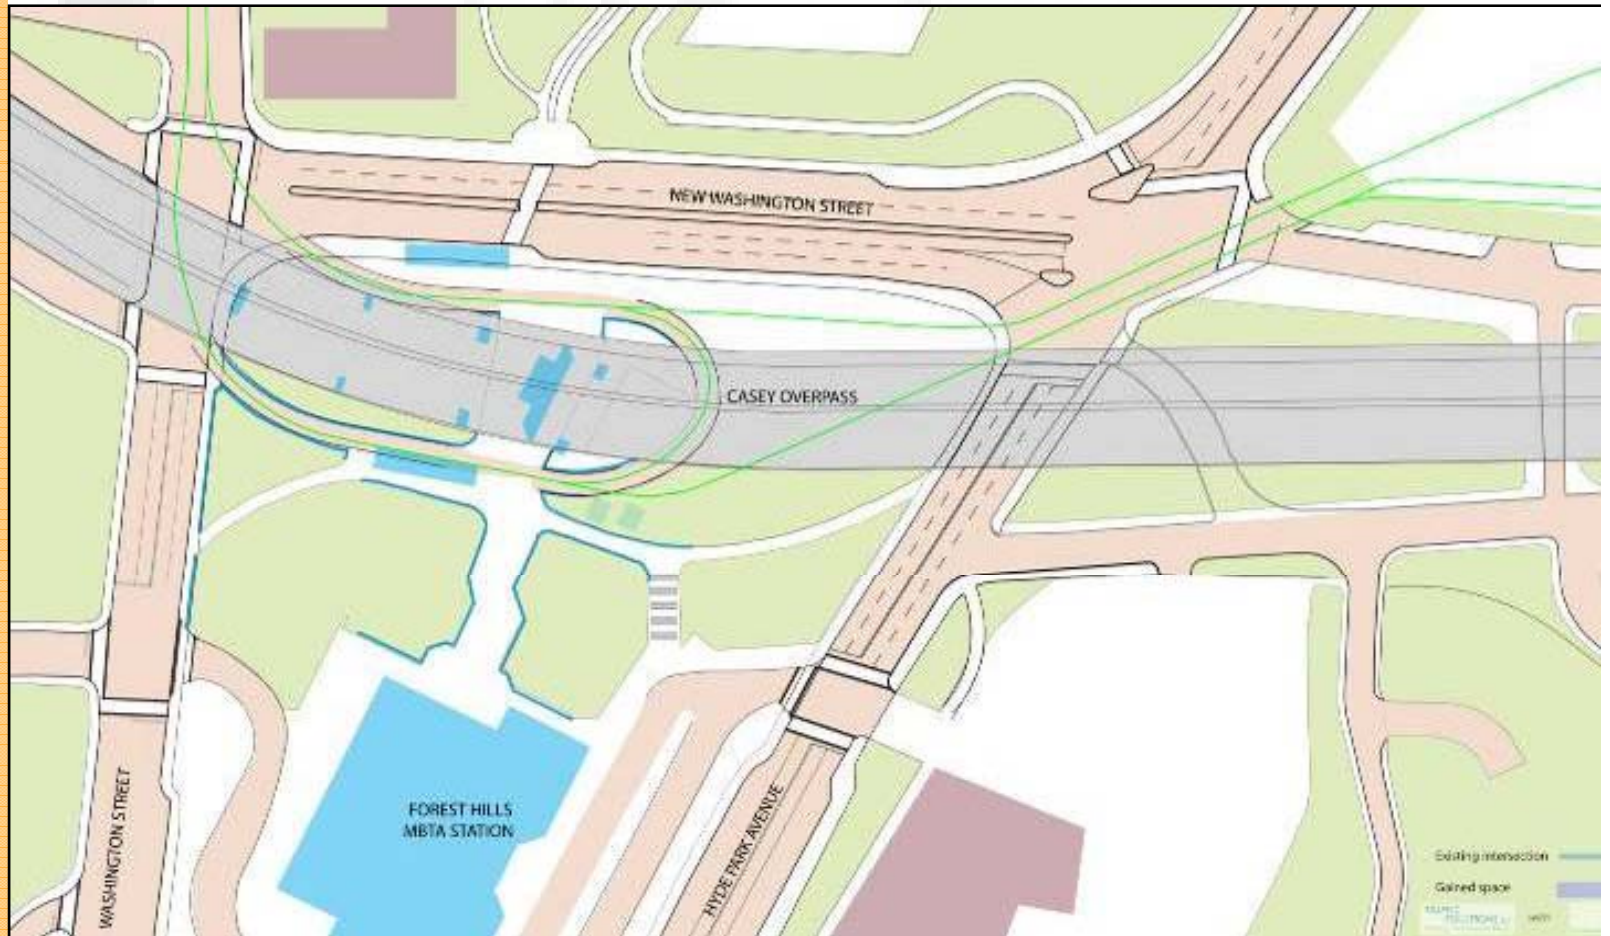 NEW WASHINGTON STREET
CASEY OVERPASS
FOREST HILLS
MBTA STATION
WASHINGTON STREET
HYDE PARK AVENUE
Existing intersection
Gained space